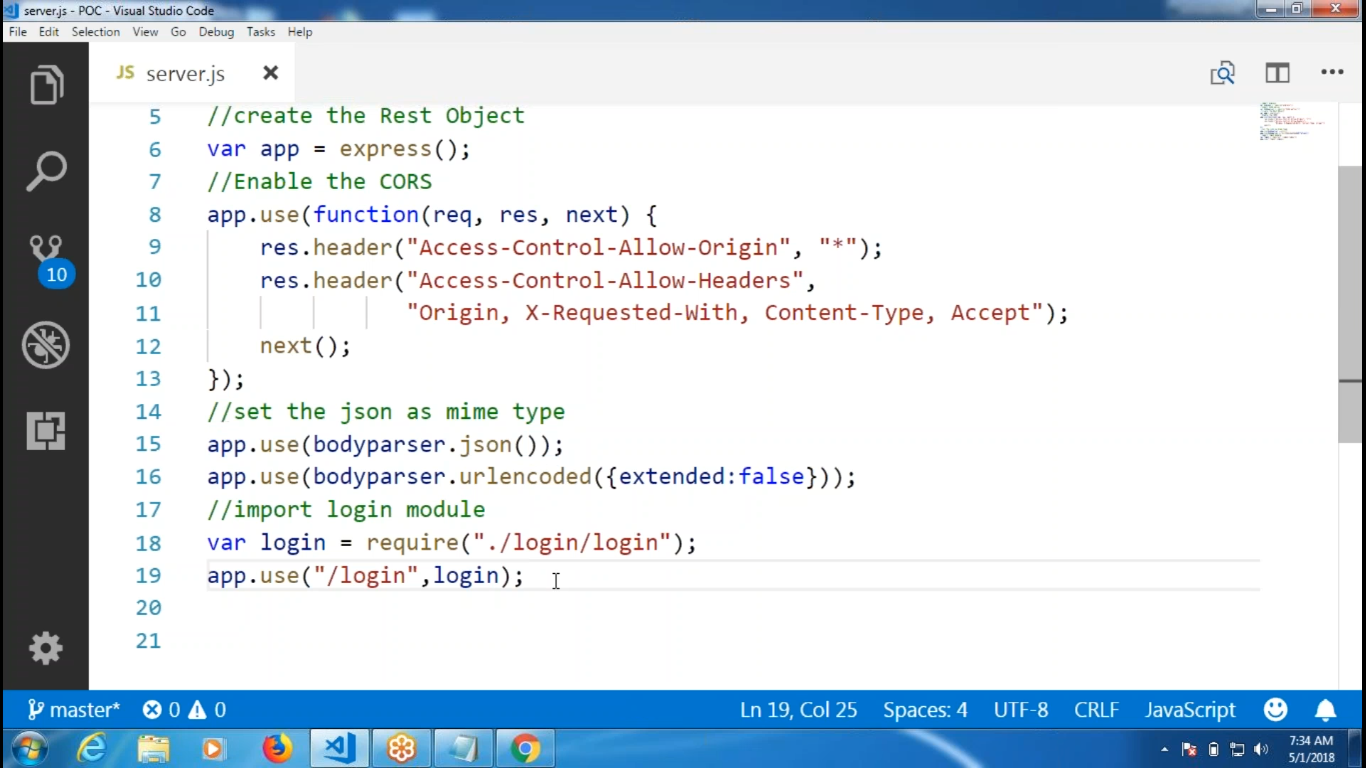 server.js - POC - Visual Studio Code
File Edit Selection View Go Debug Tasks Help
JS server.js
5 //create the Rest Object
6 var app = express();
7 //Enable the CORS
8 app.use(function(req, res, next) {
9 res.header("Access-Control-Allow-Origin", "*");
10 res.header("Access-Control-Allow-Headers",
11 "Origin, X-Requested-With, Content-Type, Accept");
12 next();
13 });
14 //set the json as mime type
15 app.use(bodyparser.json());
16 app.use(bodyparser.urlencoded({extended:false}));
17 //import login module
18 var login = require("./login/login");
19 app.use("/login",login);
20
21
10
master* 0 0 Ln 19, Col 25 Spaces: 4 UTF-8 CRLF JavaScript
7:34 AM
5/1/2018